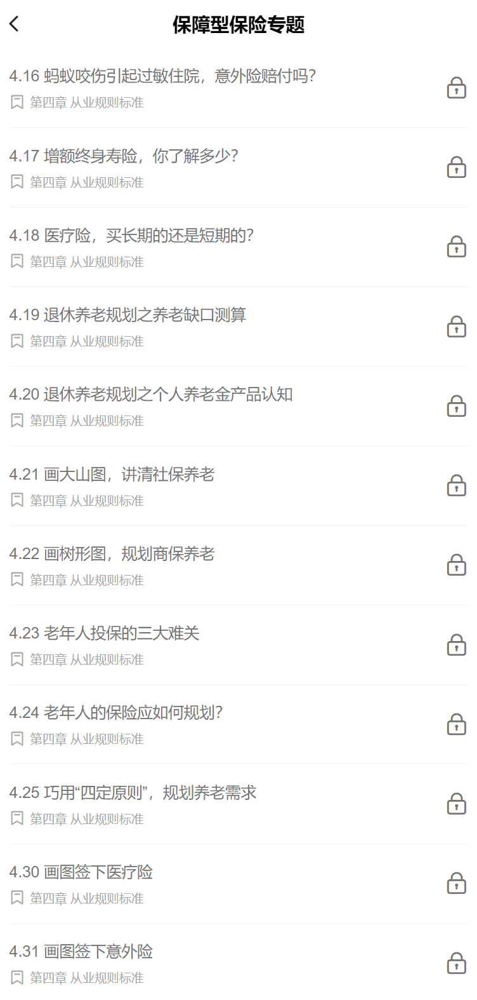 保障型保险专题
4.16 蚂蚁咬伤引起过敏住院，意外险赔付吗？
第四章 从业规则标准
4.17 增额终身寿险，你了解多少？
第四章 从业规则标准
4.18 医疗险，买长期的还是短期的？
第四章 从业规则标准
4.19 退休养老规划之养老缺口测算
第四章 从业规则标准
4.20 退休养老规划之个人养老金产品认知
第四章 从业规则标准
4.21 画大山图，讲清社保养老
第四章 从业规则标准
4.22 画树形图，规划商保养老
第四章 从业规则标准
4.23 老年人投保的三大难关
第四章 从业规则标准
4.24 老年人的保险应如何规划？
第四章 从业规则标准
4.25 巧用“四定原则”，规划养老需求
第四章 从业规则标准
4.30 画图签下医疗险
第四章 从业规则标准
4.31 画图签下意外险
第四章 从业规则标准